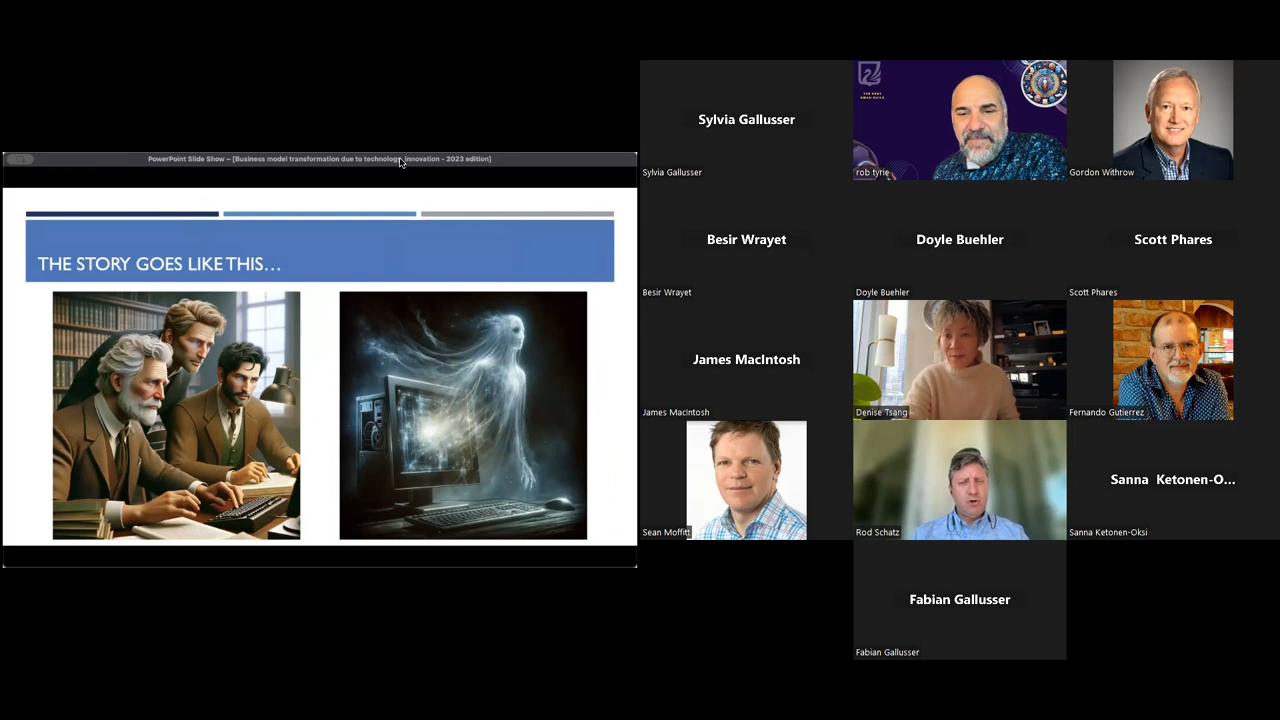 PowerPoint Slide Show – [Business model transformation due to technology innovation - 2023 edition]
THE STORY GOES LIKE THIS…
Sylvia Gallusser
Sylvia Gallusser
rob tyrie
Gordon Withrow
Besir Wrayet
Doyle Buehler
Scott Phares
Besir Wrayet
Doyle Buehler
Scott Phares
James MacIntosh
James MacIntosh
Denise Tsang
Fernando Gutierrez
Sanna Ketonen-O...
Sean Moffitt
Rod Schatz
Sanna Ketonen-Oksi
Fabian Gallusser
Fabian Gallusser